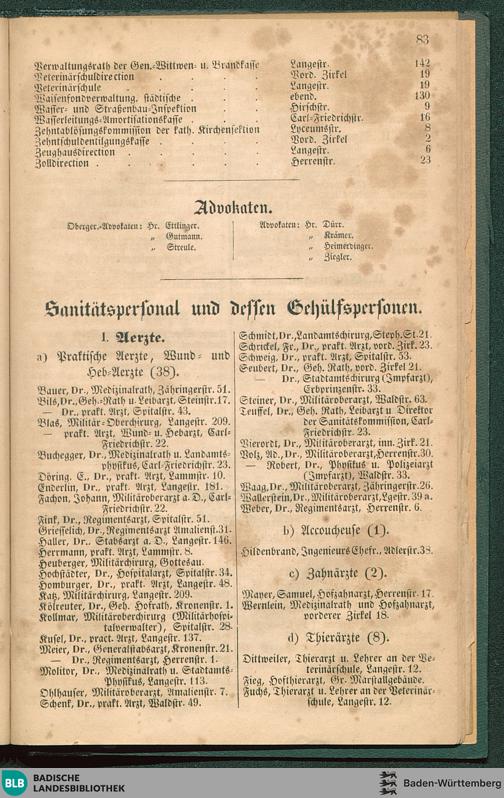 83
Verwaltungsrath der Gen.-Wittwen- u. Brandkasse Langestr. 142
Veterinärschuldirection . . . . Vord. Zirkel 19
Veterinärschule . . . . . Langestr. 19
Waisenfondverwaltung, städtische . . . ebend. 130
Wasser- und Straßenbau-Inspektion . . . Hirschstr. 9
Wasserleitungs-Amortisationskasse . . . Carl-Friedrichstr. 16
Zehntablösungskommission der kath. Kirchensektion Lyceumsstr. 8
Zehntschuldentilgungskasse . . . . Vord. Zirkel 2
Zeughausdirection . . . . . Langestr. 6
Zolldirection . . . . . . Herrenstr. 23
Advokaten.
Oberger.-Advokaten: Hr. Ettlinger.
„ Gutmann.
„ Streule.
Advokaten: Hr. Dürr.
„ Krämer.
„ Heimerdinger.
„ Ziegler.
Sanitätspersonal und dessen Gehülfspersonen.
1. Aerzte.
a) Praktische Aerzte, Wund- und
Heb-Aerzte (38).
Bauer, Dr., Medizinalrath, Zähringerstr. 51.
Bils, Dr., Geh.-Rath u. Leibarzt, Steinstr. 17.
— Dr., prakt. Arzt, Spitalstr. 43.
Blas, Militär-Oberchirurg, Langestr. 209.
prakt. Arzt, Wund- u. Hebarzt, Carl-
Friedrichstr. 22.
Buchegger, Dr., Medizinalrath u. Landamts-
physikus, Carl-Friedrichstr. 23.
Döring, E., Dr., prakt. Arzt, Lammstr. 10.
Enderlin, Dr., prakt. Arzt, Langestr. 181.
Fachon, Johann, Militäroberarzt a. D., Carl-
Friedrichstr. 22.
Fink, Dr., Regimentsarzt, Spitalstr. 51.
Griesselich, Dr., Regimentsarzt Amalienstr. 31.
Haller, Dr., Stabsarzt a. D., Langestr. 146.
Herrmann, prakt. Arzt, Lammstr. 8.
Heuberger, Militärchirurg, Gottesau.
Hochstädter, Dr., Hospitalarzt, Spitalstr. 34.
Homburger, Dr., prakt. Arzt, Langestr. 48.
Katz, Militärchirurg, Langestr. 209.
Kölreuter, Dr., Geh. Hofrath, Kronenstr. 1.
Kollmar, Militäroberchirurg (Militärhospi-
talverwalter), Spitalstr. 28.
Kusel, Dr., pract. Arzt, Langestr. 137.
Meier, Dr., Generalstabsarzt, Kronenstr. 21.
— Dr., Regimentsarzt, Herrenstr. 1.
Molitor, Dr., Medizinalrath u. Stadtamts-
Physikus, Langestr. 113.
Ohlhauser, Militäroberarzt, Amalienstr. 7.
Schenk, Dr., prakt. Arzt, Waldstr. 49.
Schmidt, Dr., Landamtschirurg, Steph.St. 21.
Schrickel, Fr., Dr., prakt. Arzt, vord. Zirk. 23.
Schweig, Dr., prakt. Arzt, Spitalstr. 53.
Seubert, Dr., Geh. Rath, vord. Zirkel 21.
— Dr., Stadtamtschirurg (Impfarzt),
Erbprinzenstr. 33.
Steiner, Dr., Militäroberarzt, Waldstr. 63.
Teuffel, Dr., Geh. Rath, Leibarzt u Direktor
der Sanitätskommission, Carl-
Friedrichstr. 23.
Vierordt, Dr., Militäroberarzt, inn. Zirk. 21.
Volz, Ad., Dr., Militäroberarzt, Herrenstr. 30.
— Robert, Dr., Physikus u. Polizeiarzt
(Impfarzt), Waldstr. 33.
Waag, Dr., Militäroberarzt, Zähringerstr. 26.
Wallerstein, Dr., Militäroberarzt, Lgestr. 39 a.
Weber, Dr., Regimentsarzt, Herrenstr. 6.
b) Accoucheuse (1).
Hildenbrand, Ingenieurs Ehefr., Adlerstr. 38.
c) Zahnärzte (2).
Mayer, Samuel, Hofzahnarzt, Herrenstr. 17.
Wernlein, Medizinalrath und Hofzahnarzt,
vorderer Zirkel 18.
d) Thierärzte (8).
Dittweiler, Thierarzt u. Lehrer an der Ve-
terinärschule, Langestr. 12.
Fieg, Hofthierarzt, Gr. Marstallgebäude.
Fuchs, Thierarzt u. Lehrer an der Veterinär-
schule, Langestr. 12.
BLB BADISCHE
LANDESBIBLIOTHEK
Baden-Württemberg